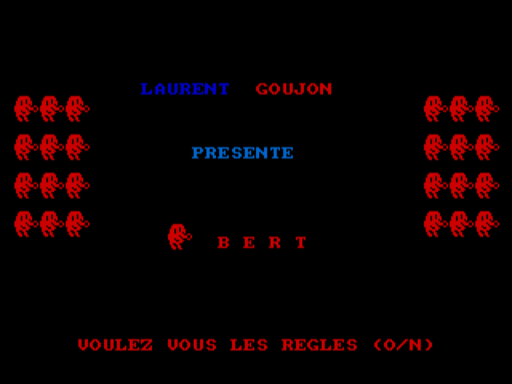 LAURENT GOUJON
PRESENTE
B E R T
VOULEZ VOUS LES REGLES (O/N)